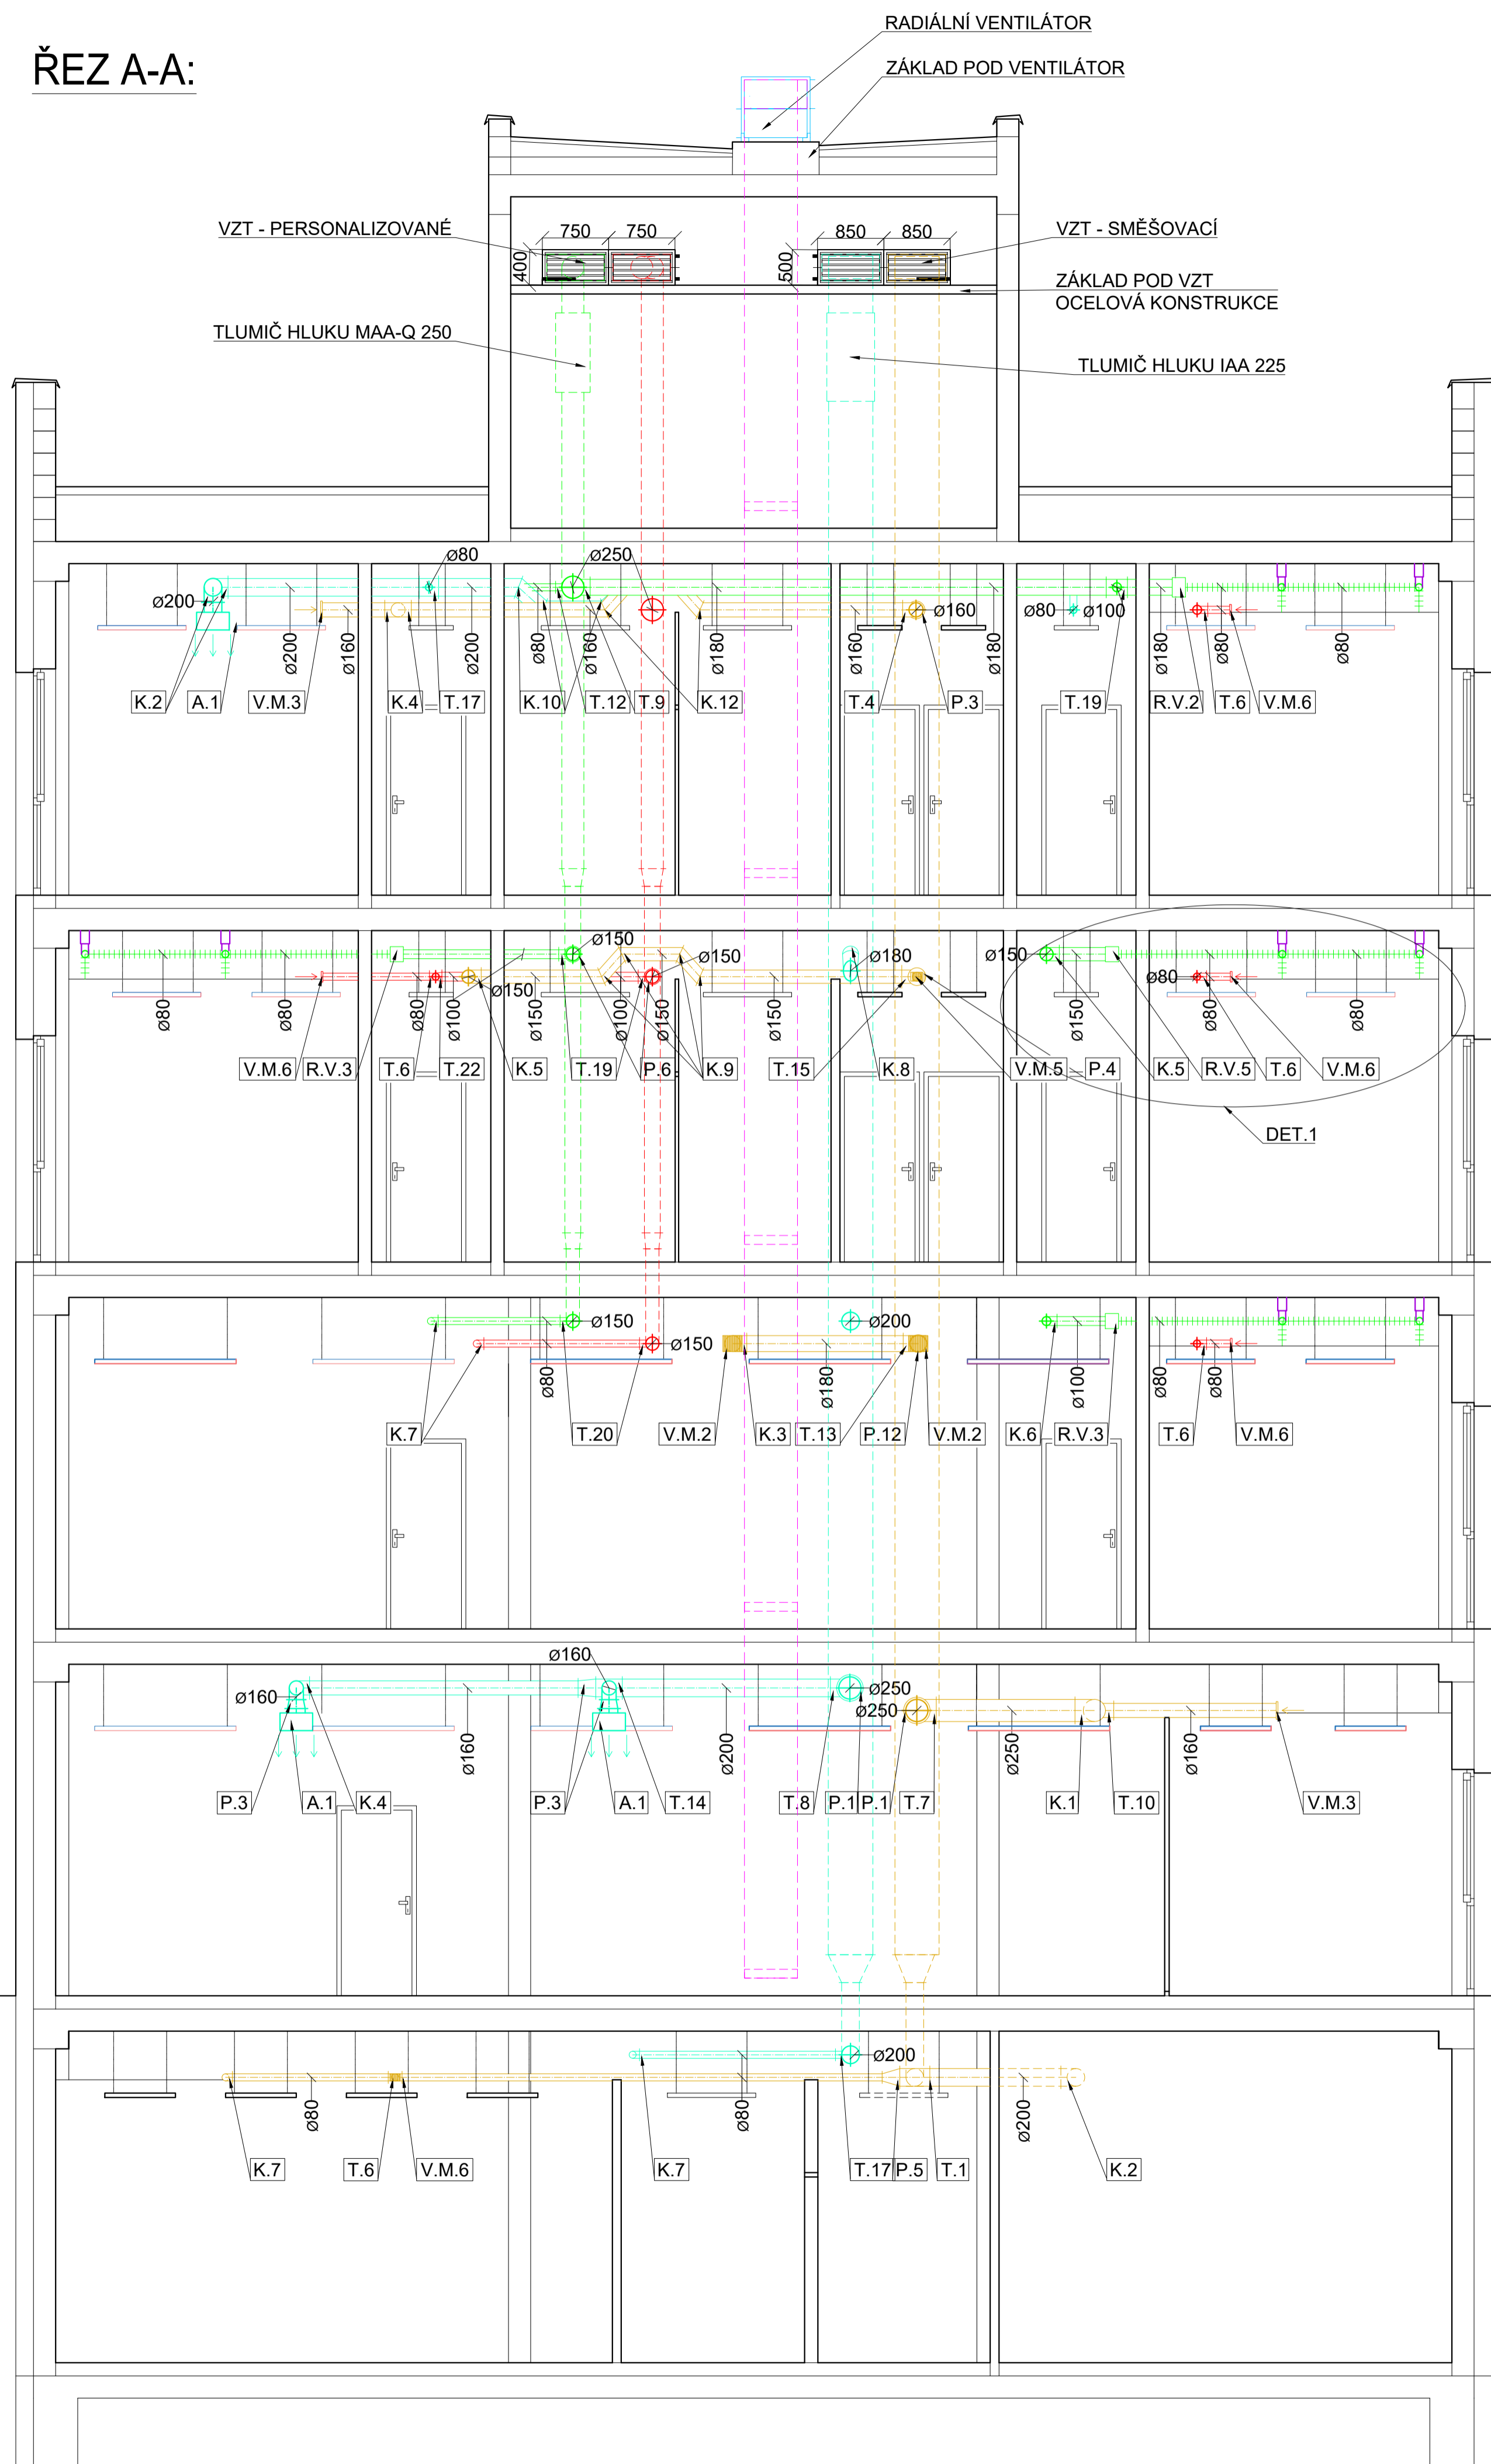 ŘEZ A-A:
RADIÁLNÍ VENTILÁTOR
ZÁKLAD POD VENTILÁTOR
VZT - PERSONALIZOVANÉ
750
750
850
850
VZT - SMĚŠOVACÍ
400
500
ZÁKLAD POD VZT
OCELOVÁ KONSTRUKCE
TLUMIČ HLUKU MAA-Q 250
TLUMIČ HLUKU IAA 225
Ø80
Ø250
Ø200
Ø160
Ø80
Ø100
Ø200
Ø160
Ø200
Ø80
Ø160
Ø180
Ø160
Ø180
Ø180
Ø80
Ø80
K.2
A.1
V.M.3
K.4
T.17
K.10
T.12
T.9
K.12
T.4
P.3
T.19
R.V.2
T.6
V.M.6
Ø150
Ø150
Ø180
Ø150
Ø80
Ø150
Ø80
Ø80
Ø80
Ø100
Ø150
Ø100
Ø150
Ø150
Ø150
Ø80
Ø80
V.M.6
R.V.3
T.6
T.22
K.5
T.19
P.6
K.9
T.15
K.8
V.M.5
P.4
K.5
R.V.5
T.6
V.M.6
DET.1
Ø150
Ø200
Ø150
Ø80
Ø180
Ø100
Ø80
Ø80
K.7
T.20
V.M.2
K.3
T.13
P.12
V.M.2
K.6
R.V.3
T.6
V.M.6
Ø160
Ø160
Ø250
Ø250
Ø160
Ø200
Ø250
Ø160
P.3
A.1
K.4
P.3
A.1
T.14
T.8
P.1
P.1
T.7
K.1
T.10
V.M.3
Ø200
Ø80
Ø80
Ø200
K.7
T.6
V.M.6
K.7
T.17
P.5
T.1
K.2